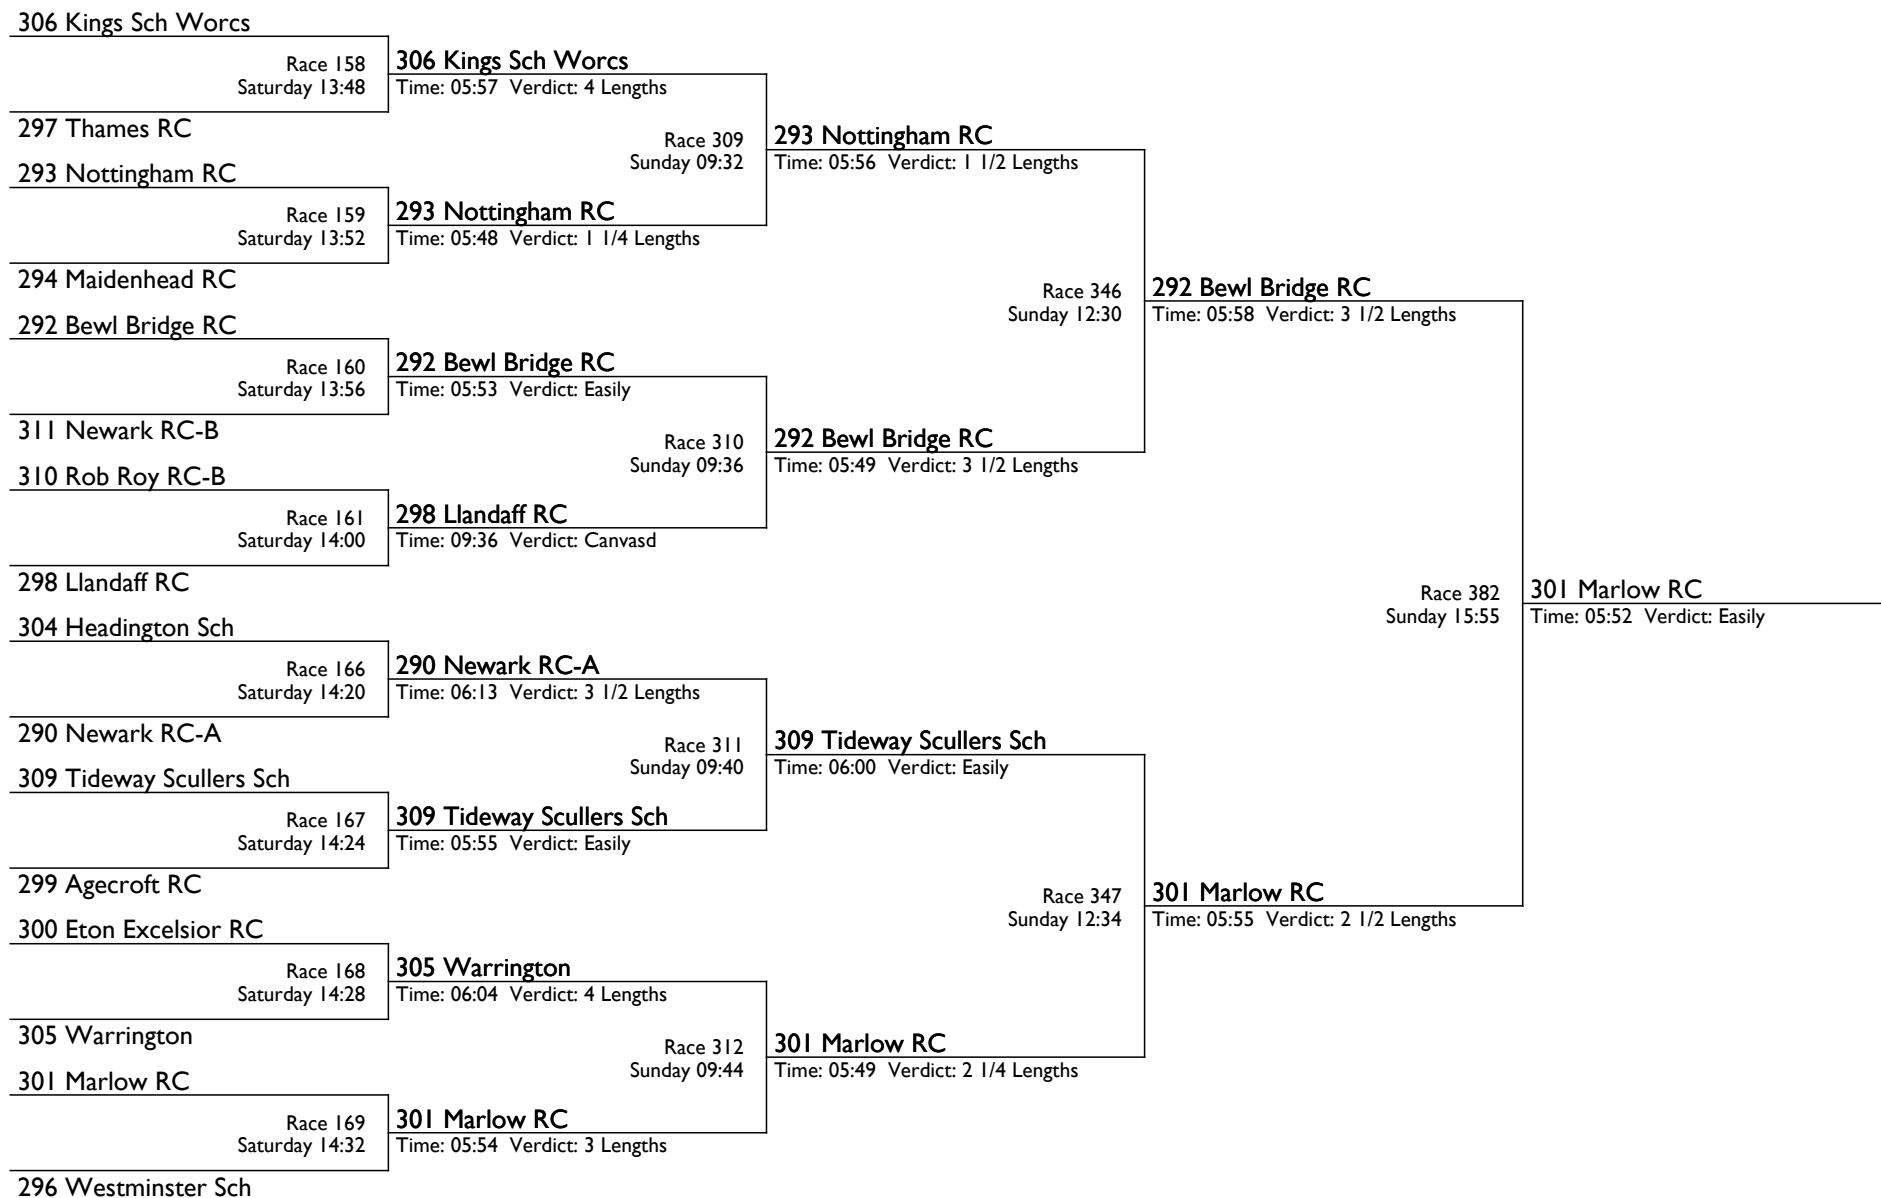 306 Kings Sch Worcs
Race 158
Saturday 13:48
297 Thames RC
293 Nottingham RC
Race 159
Saturday 13:52
294 Maidenhead RC
292 Bewl Bridge RC
Race 160
Saturday 13:56
311 Newark RC-B
310 Rob Roy RC-B
Race 161
Saturday 14:00
298 Llandaff RC
304 Headington Sch
Race 166
Saturday 14:20
290 Newark RC-A
309 Tideway Scullers Sch
Race 167
Saturday 14:24
299 Agecroft RC
300 Eton Excelsior RC
Race 168
Saturday 14:28
305 Warrington
301 Marlow RC
Race 169
Saturday 14:32
296 Westminster Sch
306 Kings Sch Worcs
Time: 05:57 Verdict: 4 Lengths
Race 309
Sunday 09:32
293 Nottingham RC
Time: 05:48 Verdict: 1 1/4 Lengths
292 Bewl Bridge RC
Time: 05:53 Verdict: Easily
Race 310
Sunday 09:36
298 Llandaff RC
Time: 09:36 Verdict: Canvasd
290 Newark RC-A
Time: 06:13 Verdict: 3 1/2 Lengths
Race 311
Sunday 09:40
309 Tideway Scullers Sch
Time: 05:55 Verdict: Easily
305 Warrington
Time: 06:04 Verdict: 4 Lengths
Race 312
Sunday 09:44
301 Marlow RC
Time: 05:54 Verdict: 3 Lengths
293 Nottingham RC
Time: 05:56 Verdict: 1 1/2 Lengths
Race 346
Sunday 12:30
292 Bewl Bridge RC
Time: 05:49 Verdict: 3 1/2 Lengths
309 Tideway Scullers Sch
Time: 06:00 Verdict: Easily
Race 347
Sunday 12:34
301 Marlow RC
Time: 05:49 Verdict: 2 1/4 Lengths
292 Bewl Bridge RC
Time: 05:58 Verdict: 3 1/2 Lengths
Race 382
Sunday 15:55
301 Marlow RC
Time: 05:55 Verdict: 2 1/2 Lengths
301 Marlow RC
Time: 05:52 Verdict: Easily